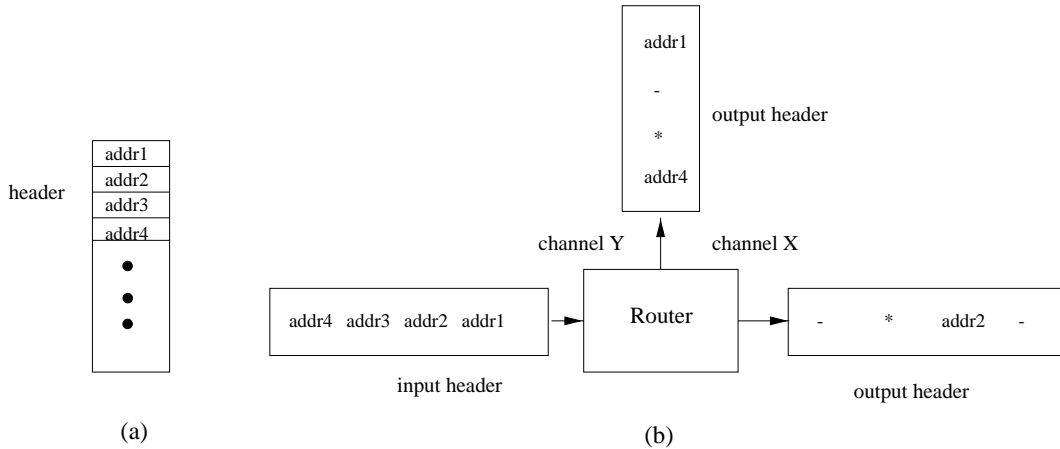 header
addr1
addr2
addr3
addr4
(a)
addr1
-
*
addr4
output header
channel Y
channel X
addr4 addr3 addr2 addr1
input header
Router
- * addr2 -
output header
(b)